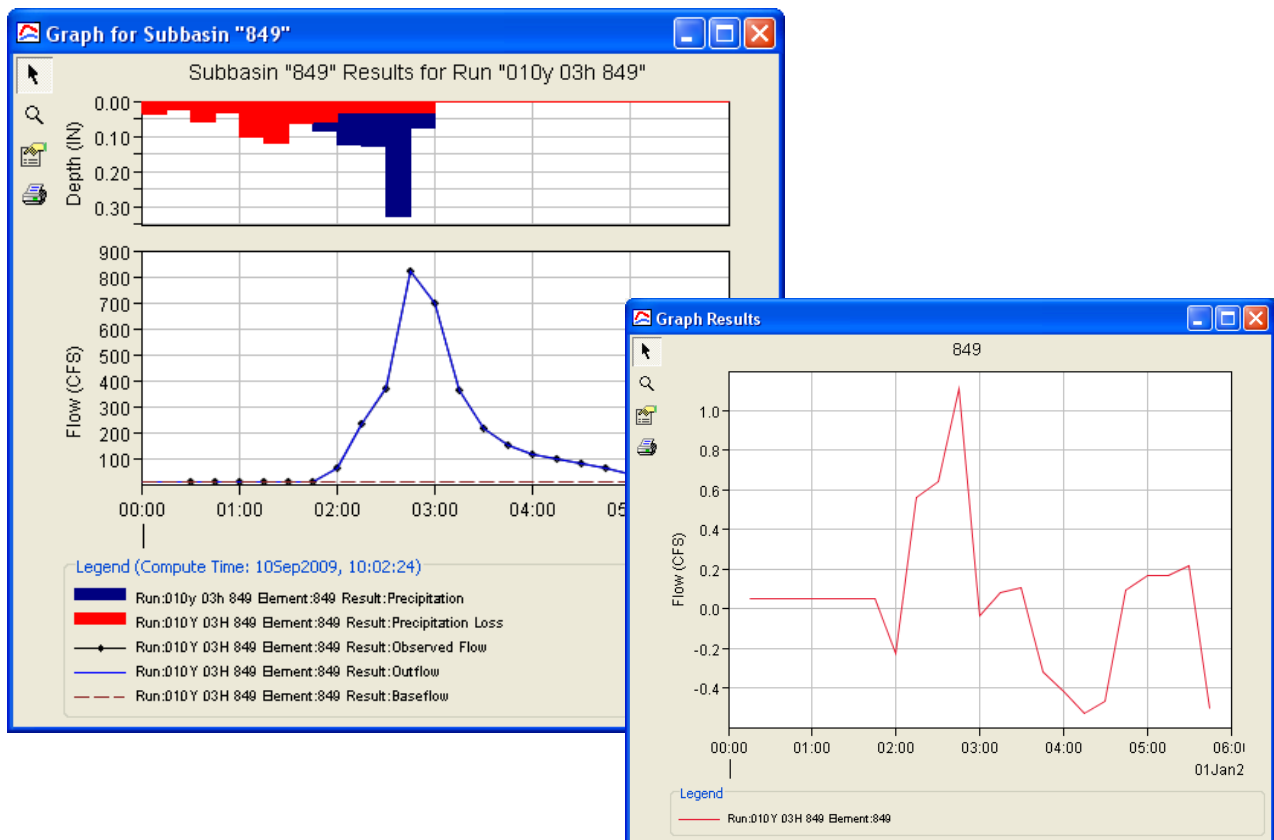 Graph for Subbasin "849"
Subbasin "849" Results for Run "010y 03h 849"
Depth (IN)
0.00
0.10
0.20
0.30
Flow (CFS)
900
800
700
600
500
400
300
200
100
00:00 01:00 02:00 03:00 04:00 05
Legend (Compute Time: 10Sep2009, 10:02:24)
Run:010y 03h 849 Element:849 Result:Precipitation
Run:010Y 03H 849 Element:849 Result:Precipitation Loss
Run:010Y 03H 849 Element:849 Result:Observed Flow
Run:010Y 03H 849 Element:849 Result:Outflow
Run:010Y 03H 849 Element:849 Result:Baseflow
Graph Results
849
Flow (CFS)
1.0
0.8
0.6
0.4
0.2
0.0
-0.2
-0.4
00:00 01:00 02:00 03:00 04:00 05:00 06:0
01Jan2
Legend
Run:010Y 03H 849 Element:849